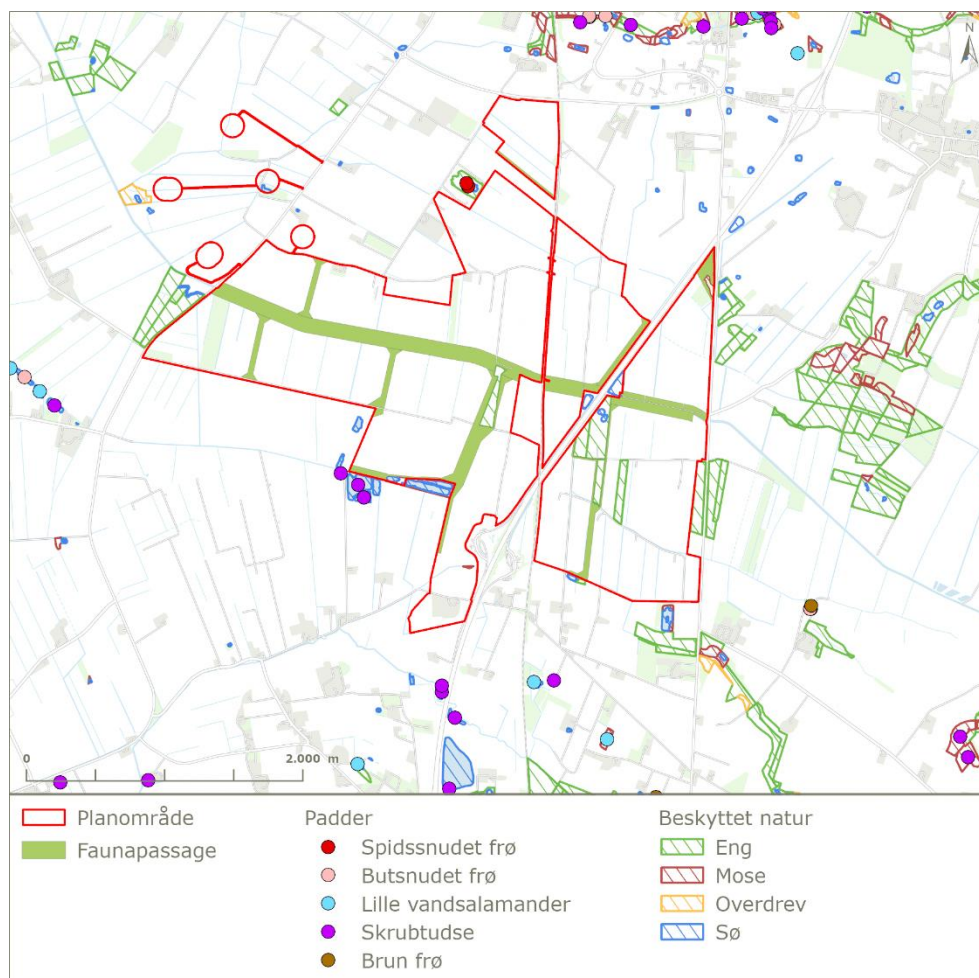 N
0 2.000 m
Planområde
Faunapassage
Padder
Spidssnudet frø
Butsnudet frø
Lille vandsalamander
Skrubtudse
Brun frø
Beskyttet natur
Eng
Mose
Overdrev
Sø